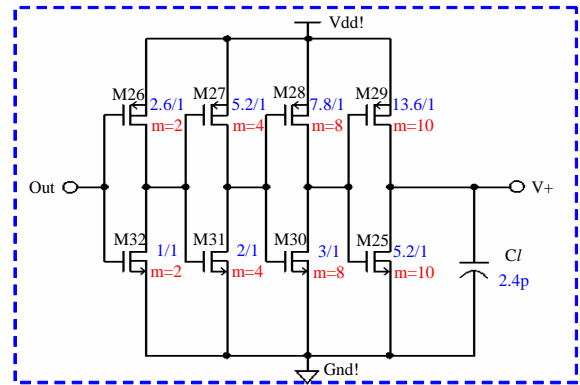 Vdd!
M26 M27 M28 M29
2.6/1 5.2/1 7.8/1 13.6/1
m=2 m=4 m=8 m=10
Out V+
M32 M31 M30 M25
1/1 2/1 3/1 5.2/1
m=2 m=4 m=8 m=10
Cl
2.4p
Gnd!